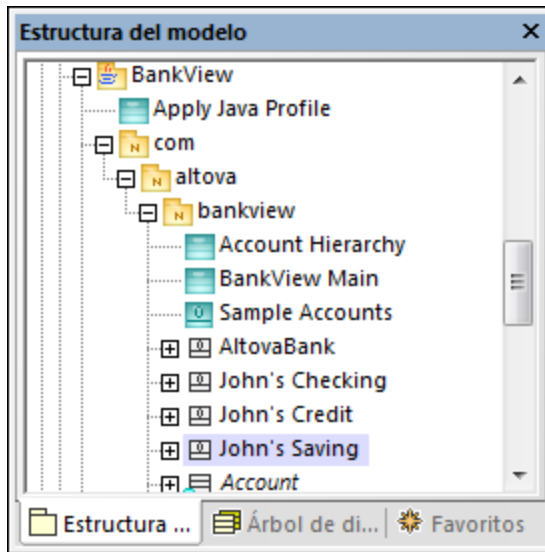 Estructura del modelo
BankView
Apply Java Profile
com
altova
bankview
Account Hierarchy
BankView Main
Sample Accounts
AltovaBank
John's Checking
John's Credit
John's Saving
Account
Estructura ... Árbol de di... Favoritos